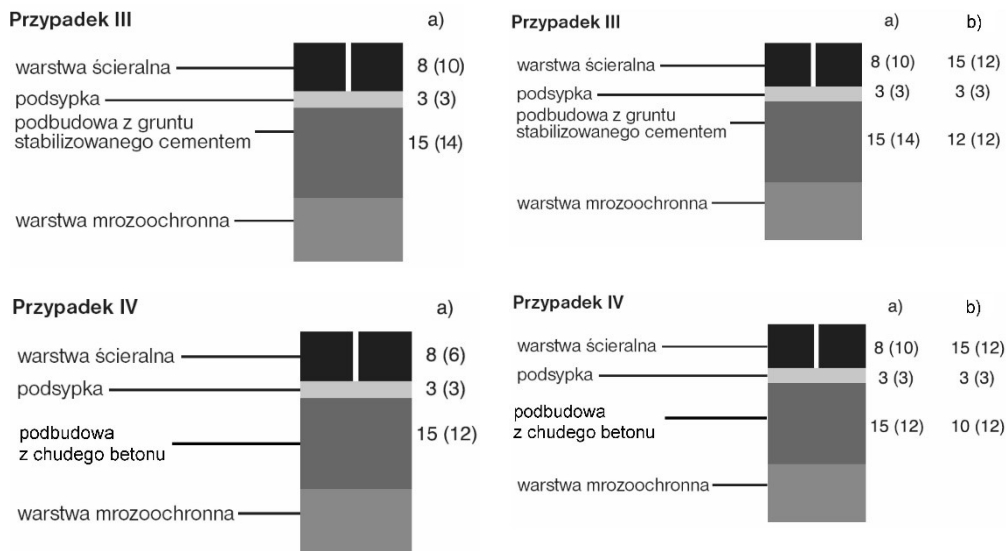 Przypadek III a)
warstwa ścieralna 8 (10)
podsypka 3 (3)
podbudowa z gruntu
stabilizowanego cementem 15 (14)
warstwa mrozoochronna
Przypadek III a) b)
warstwa ścieralna 8 (10) 15 (12)
podsypka 3 (3) 3 (3)
podbudowa z gruntu
stabilizowanego cementem 15 (14) 12 (12)
warstwa mrozoochronna
Przypadek IV a)
warstwa ścieralna 8 (6)
podsypka 3 (3)
podbudowa 15 (12)
z chudego betonu
warstwa mrozoochronna
Przypadek IV a) b)
warstwa ścieralna 8 (10) 15 (12)
podsypka 3 (3) 3 (3)
podbudowa
z chudego betonu 15 (12) 10 (12)
warstwa mrozoochronna